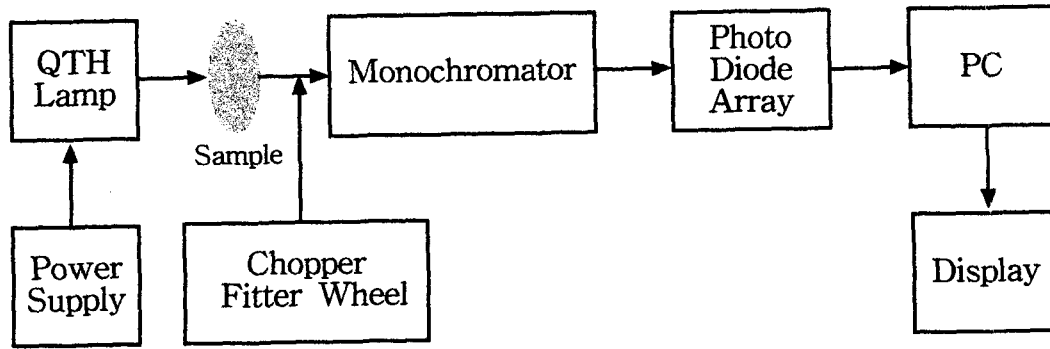 QTH
Lamp
Sample
Monochromator
Photo
Diode
Array
PC
Power
Supply
Chopper
Fitter Wheel
Display